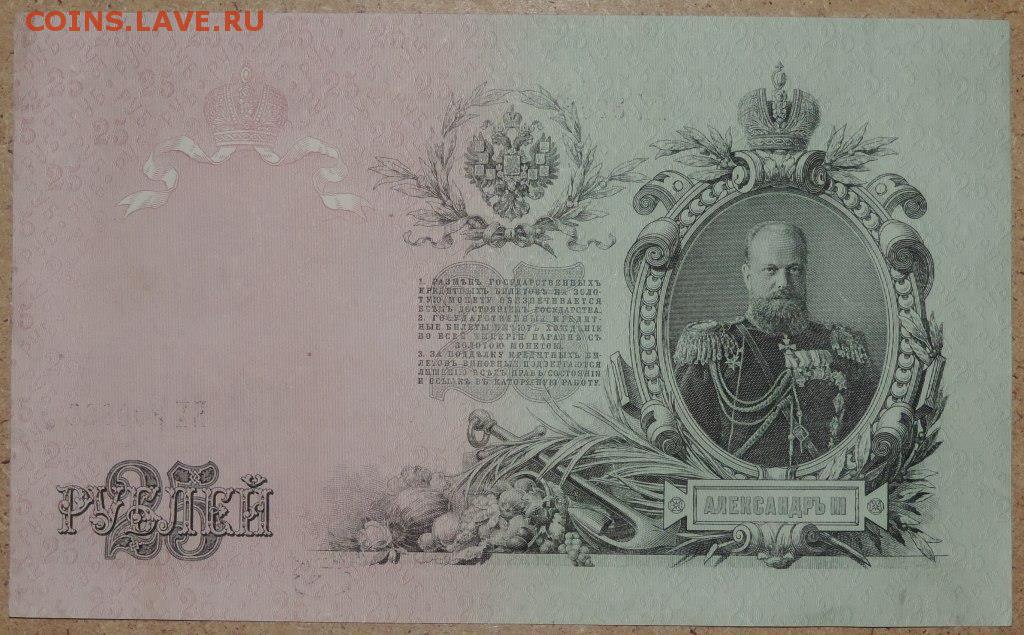 COINS.LAVE.RU
1. РАЗМѢНЪ ГОСУДАРСТВЕННЫХЪ
КРЕДИТНЫХЪ БИЛЕТОВЪ НА ЗОЛО-
ТУЮ МОНЕТУ ОБЕЗПЕЧИВАЕТСЯ
ВСѢМЪ ДОСТОЯНІЕМЪ ГОСУДАРСТВА.
2. ГОСУДАРСТВЕННЫЕ КРЕДИТ-
НЫЕ БИЛЕТЫ ИМѢЮТЪ ХОЖДЕНІЕ
ВО ВСЕЙ ИМПЕРІИ НАРАВНѢ СЪ
ЗОЛОТОЮ МОНЕТОЮ.
3. ЗА ПОДДѢЛКУ КРЕДИТНЫХЪ БИ-
ЛЕТОВЪ ВИНОВНЫЕ ПОДВЕРГАЮТСЯ
ЛИШЕНІЮ ВСѢХЪ ПРАВЪ СОСТОЯНІЯ
И ССЫЛКѢ ВЪ КАТОРЖНУЮ РАБОТУ.
25
25
РУБЛЕЙ
АЛЕКСАНДРЪ III